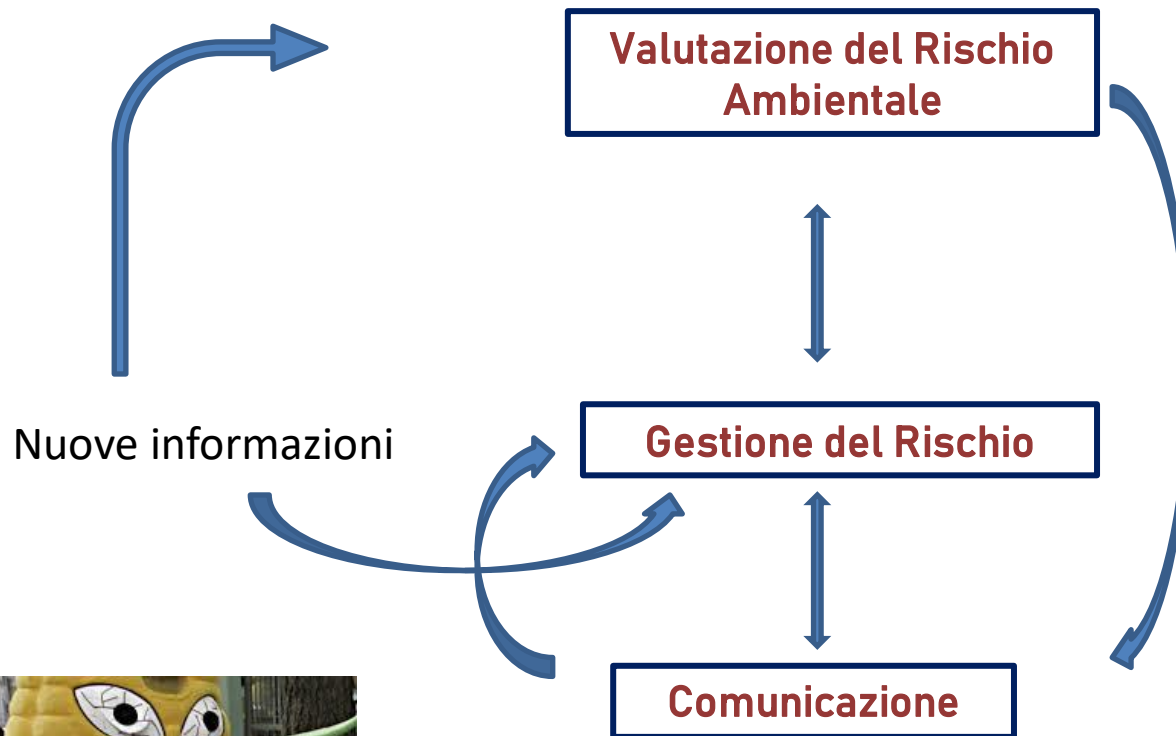 Valutazione del Rischio
Ambientale
Nuove informazioni
Gestione del Rischio
Comunicazione